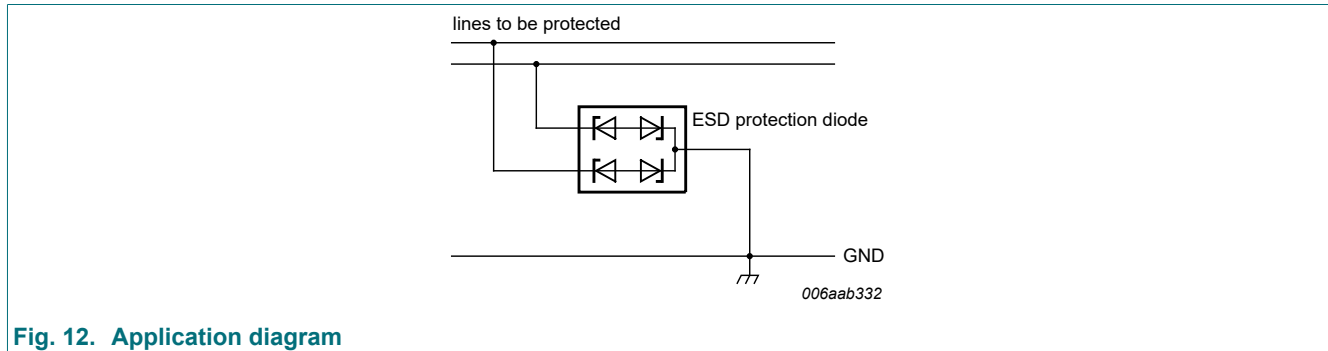 lines to be protected
ESD protection diode
GND
006aab332
Fig. 12. Application diagram